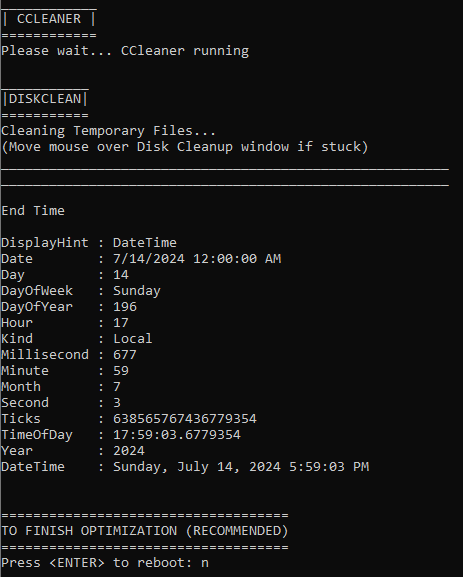 ____________
| CCLEANER |
============
Please wait... CCleaner running
___________
|DISKCLEAN|
===========
Cleaning Temporary Files...
(Move mouse over Disk Cleanup window if stuck)
________________________________________________________
________________________________________________________
End Time
DisplayHint : DateTime
Date        : 7/14/2024 12:00:00 AM
Day         : 14
DayOfWeek   : Sunday
DayOfYear   : 196
Hour        : 17
Kind        : Local
Millisecond : 677
Minute      : 59
Month       : 7
Second      : 3
Ticks       : 638565767436779354
TimeOfDay   : 17:59:03.6779354
Year        : 2024
DateTime    : Sunday, July 14, 2024 5:59:03 PM
====================================
TO FINISH OPTIMIZATION (RECOMMENDED)
====================================
Press <ENTER> to reboot: n